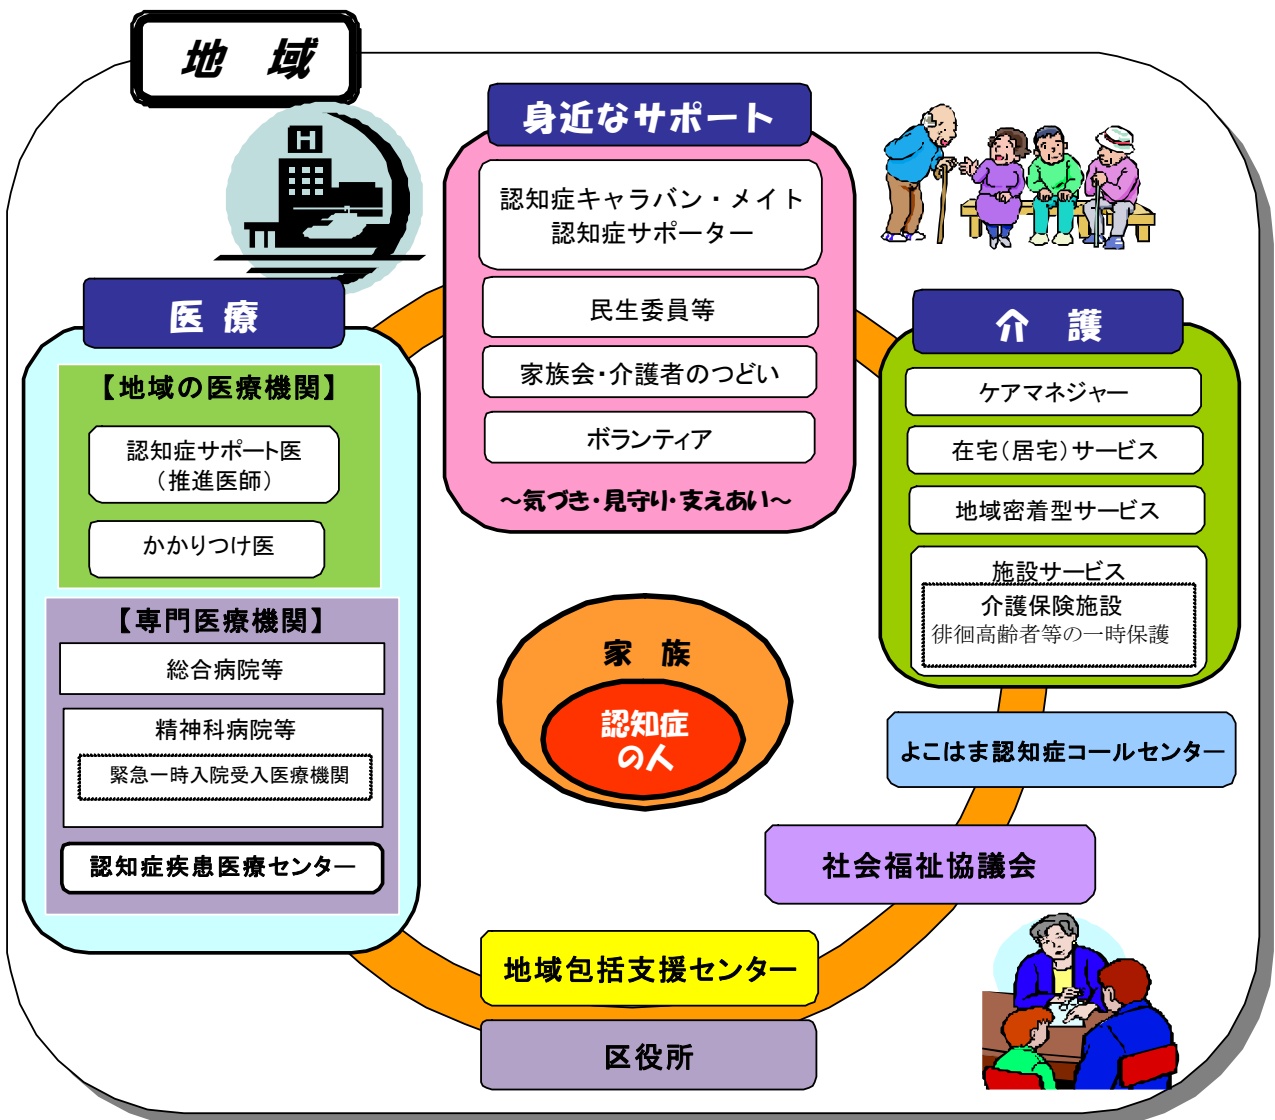 地 域
身近なサポート
認知症キャラバン・メイト
認知症サポーター
民生委員等
家族会・介護者のつどい
ボランティア
～気づき・見守り・支えあい～
H
医 療
【地域の医療機関】
認知症サポート医
（推進医師）
かかりつけ医
【専門医療機関】
総合病院等
精神科病院等
緊急一時入院受入医療機関
認知症疾患医療センター
介 護
ケアマネジャー
在宅（居宅）サービス
地域密着型サービス
施設サービス
介護保険施設
徘徊高齢者等の一時保護
家 族
認知症
の人
よこはま認知症コールセンター
社会福祉協議会
地域包括支援センター
区役所